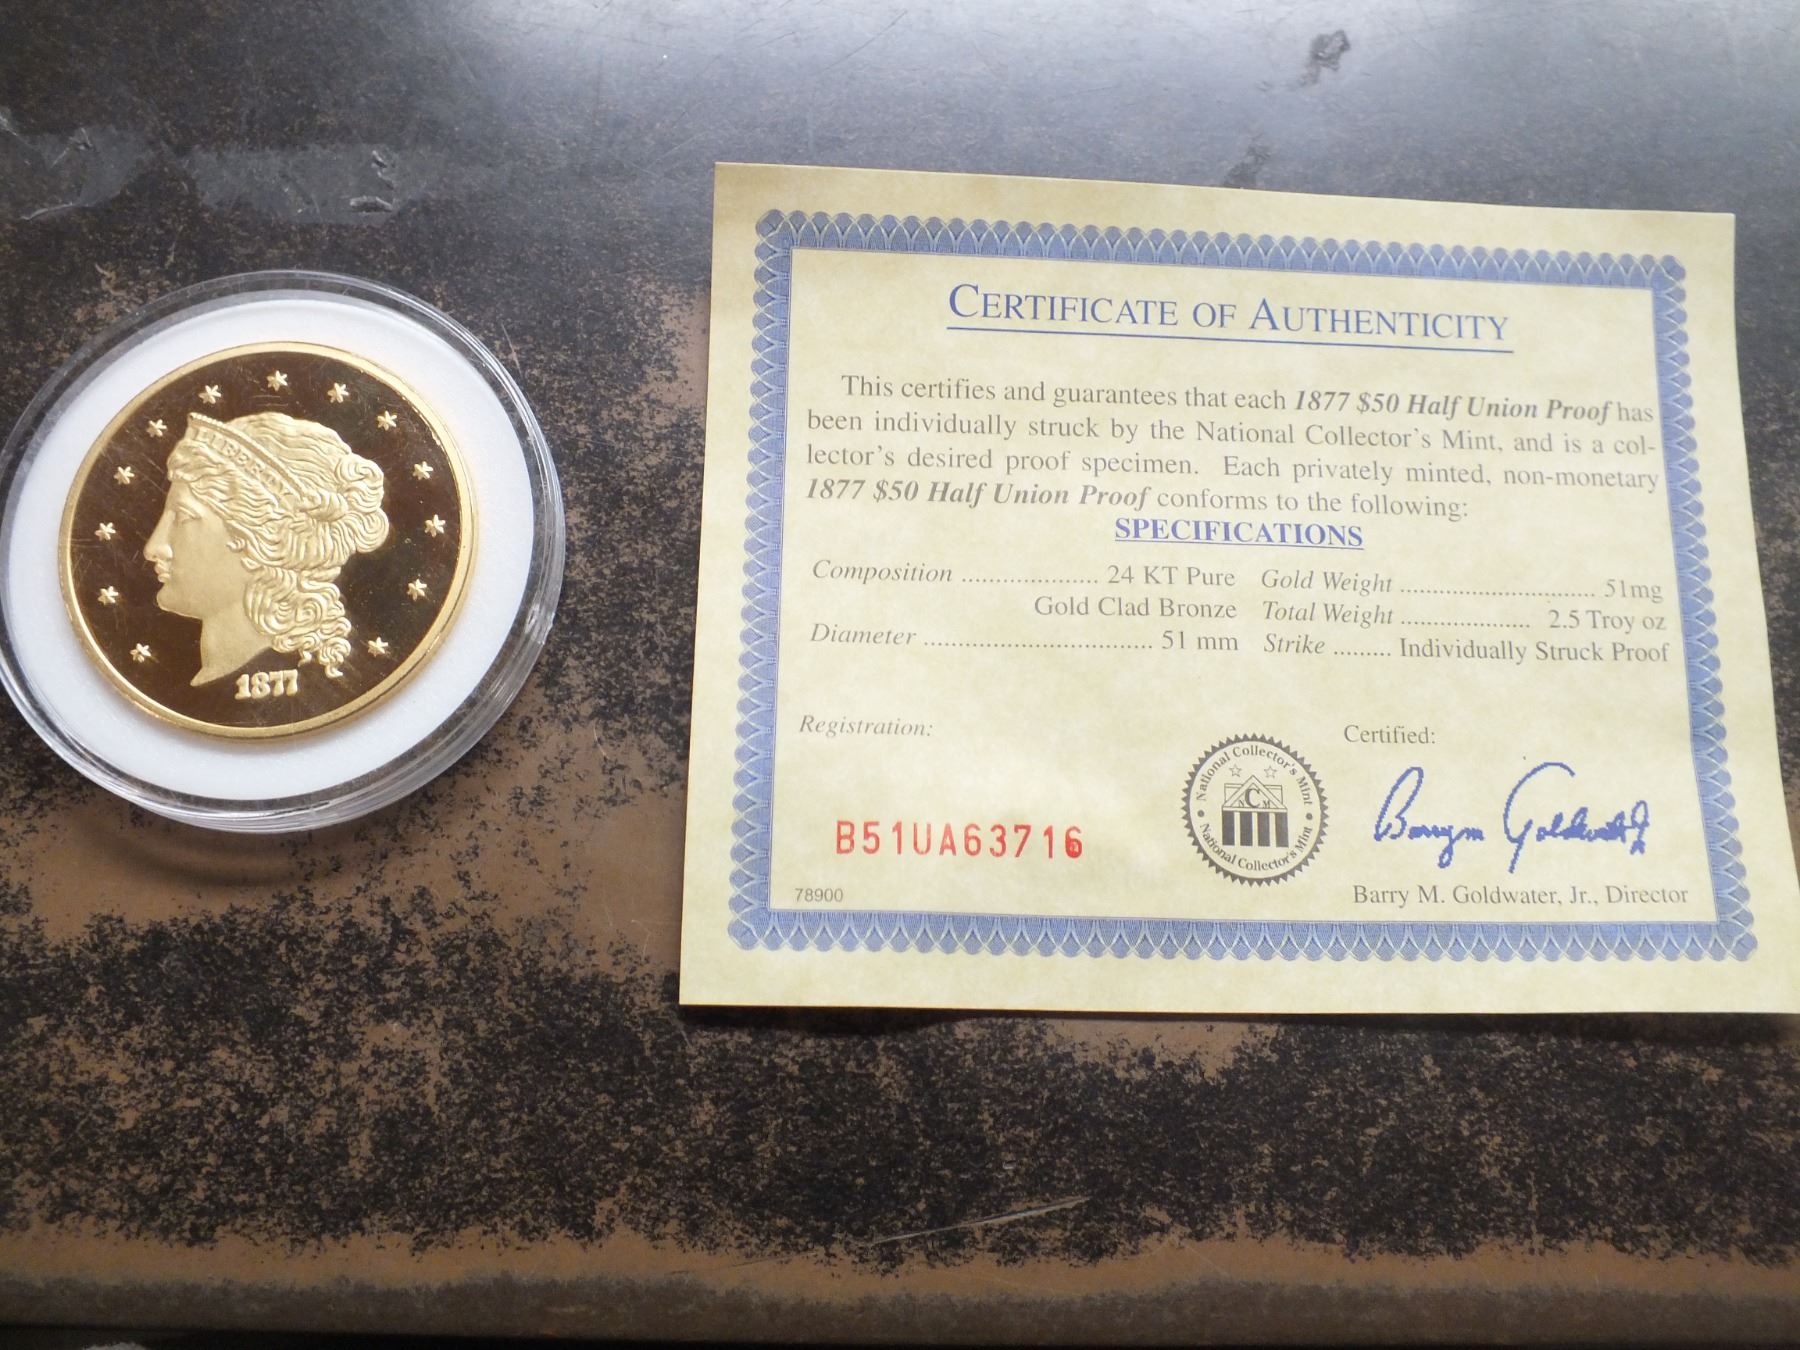 LIBERTY
1877
CERTIFICATE OF AUTHENTICITY
This certifies and guarantees that each 1877 $50 Half Union Proof has
been individually struck by the National Collector's Mint, and is a col-
lector's desired proof specimen. Each privately minted, non-monetary
1877 $50 Half Union Proof conforms to the following:
SPECIFICATIONS
Composition .................... 24 KT Pure
Gold Clad Bronze
Diameter .................................. 51 mm
Gold Weight ............................. 51mg
Total Weight ................... 2.5 Troy oz
Strike ......... Individually Struck Proof
Registration:
B51UA63716
78900
National Collector's Mint
NCM
National Collector's Mint
Certified:
Barry M Goldwater Jr
Barry M. Goldwater, Jr., Director